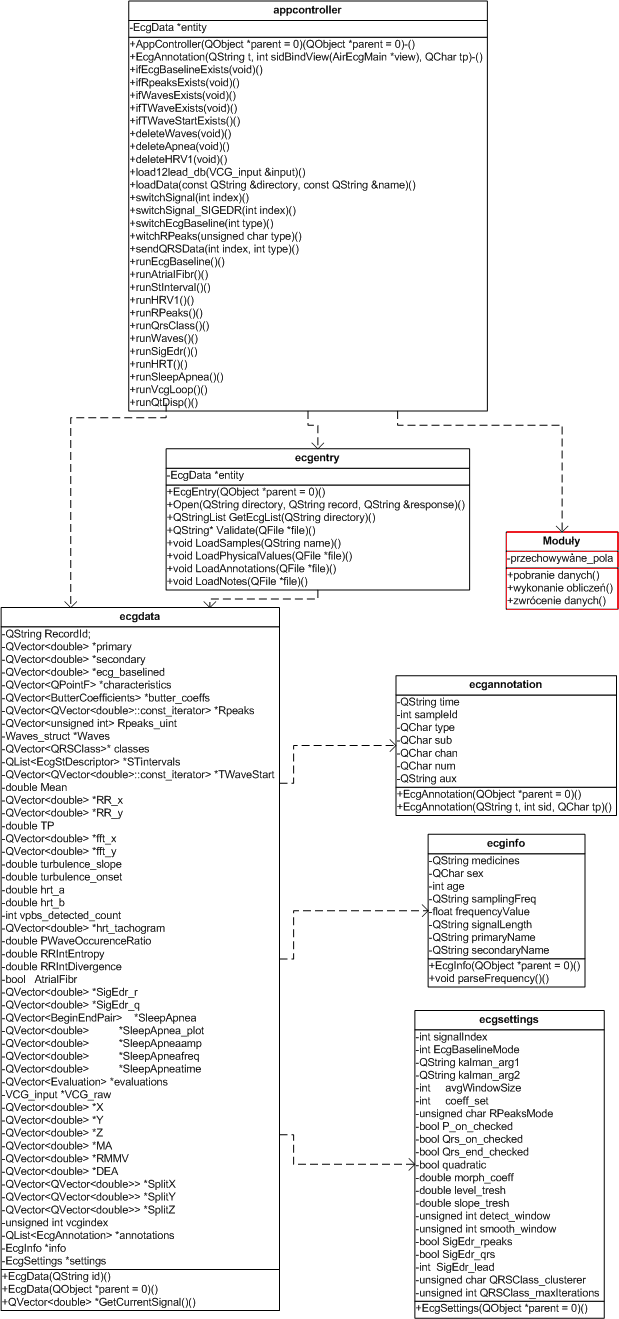 appcontroller
-EcgData *entity
+AppController(QObject *parent = 0)(QObject *parent = 0)-()
+EcgAnnotation(QString t, int sidBindView(AirEcgMain *view), QChar tp)-()
+ifEcgBaselineExists(void)()
+ifRpeaksExists(void)()
+ifWavesExists(void)()
+ifTWaveExists(void)()
+ifTWaveStartExists()()
+deleteWaves(void)()
+deleteApnea(void)()
+deleteHRV1(void)()
+load12lead_db(VCG_input &input)()
+loadData(const QString &directory, const QString &name)()
+switchSignal(int index)()
+switchSignal_SIGEDR(int index)()
+switchEcgBaseline(int type)()
+witchRPeaks(unsigned char type)()
+sendQRSData(int index, int type)()
+runEcgBaseline()()
+runAtrialFibr()()
+runStInterval()()
+runHRV1()()
+runRPeaks()()
+runQrsClass()()
+runWaves()()
+runSigEdr()()
+runHRT()()
+runSleepApnea()()
+runVcgLoop()()
+runQtDisp()()
ecgentry
-EcgData *entity
+EcgEntry(QObject *parent = 0)()
+Open(QString directory, QString record, QString &response)()
+QStringList GetEcgList(QString directory)()
+QString* Validate(QFile *file)()
+void LoadSamples(QString name)()
+void LoadPhysicalValues(QFile *file)()
+void LoadAnnotations(QFile *file)()
+void LoadNotes(QFile *file)()
Moduły
-przechowywane_pola
+pobranie danych()
+wykonanie obliczeń()
+zwrócenie danych()
ecgdata
-QString RecordId;
-QVector<double> *primary
-QVector<double> *secondary
-QVector<double> *ecg_baselined
-QVector<QPointF> *characteristics
-QVector<ButterCoefficients> *butter_coeffs
-QVector<QVector<double>::const_iterator> *Rpeaks
-QVector<unsigned int> Rpeaks_uint
-Waves_struct *Waves
-QVector<QRSClass>* classes
-QList<EcgStDescriptor> *STintervals
-QVector<QVector<double>::const_iterator> *TWaveStart
-double Mean
-QVector<double> *RR_x
-QVector<double> *RR_y
-double TP
-QVector<double> *fft_x
-QVector<double> *fft_y
-double turbulence_slope
-double turbulence_onset
-double hrt_a
-double hrt_b
-int vpbs_detected_count
-QVector<double> *hrt_tachogram
-double PWaveOccurenceRatio
-double RRIntEntropy
-double RRIntDivergence
-bool   AtrialFibr
-QVector<double> *SigEdr_r
-QVector<double> *SigEdr_q
-QVector<BeginEndPair>   *SleepApnea
-QVector<double>         *SleepApnea_plot
-QVector<double>         *SleepApneaamp
-QVector<double>         *SleepApneafreq
-QVector<double>         *SleepApneatime
-QVector<Evaluation> *evaluations
-VCG_input *VCG_raw
-QVector<double> *X
-QVector<double> *Y
-QVector<double> *Z
-QVector<double> *MA
-QVector<double> *RMMV
-QVector<double> *DEA
-QVector<QVector<double>> *SplitX
-QVector<QVector<double>> *SplitY
-QVector<QVector<double>> *SplitZ
-unsigned int vcgindex
-QList<EcgAnnotation> *annotations
-EcgInfo *info
-EcgSettings *settings
+EcgData(QString id)()
+EcgData(QObject *parent = 0)()
+QVector<double> *GetCurrentSignal()()
ecgannotation
-QString time
-int sampleId
-QChar type
-QChar sub
-QChar chan
-QChar num
-QString aux
+EcgAnnotation(QObject *parent = 0)()
+EcgAnnotation(QString t, int sid, QChar tp)()
ecginfo
-QString medicines
-QChar sex
-int age
-QString samplingFreq
-float frequencyValue
-QString signalLength
-QString primaryName
-QString secondaryName
+EcgInfo(QObject *parent = 0)()
+void parseFrequency()()
ecgsettings
-int signalIndex
-int EcgBaselineMode
-QString kalman_arg1
-QString kalman_arg2
-int    avgWindowSize
-int    coeff_set
-unsigned char RPeaksMode
-bool P_on_checked
-bool Qrs_on_checked
-bool Qrs_end_checked
-bool quadratic
-double morph_coeff
-double level_tresh
-double slope_tresh
-unsigned int detect_window
-unsigned int smooth_window
-bool SigEdr_rpeaks
-bool SigEdr_qrs
-int  SigEdr_lead
-unsigned char QRSClass_clusterer
-unsigned int QRSClass_maxIterations
+EcgSettings(QObject *parent = 0)()